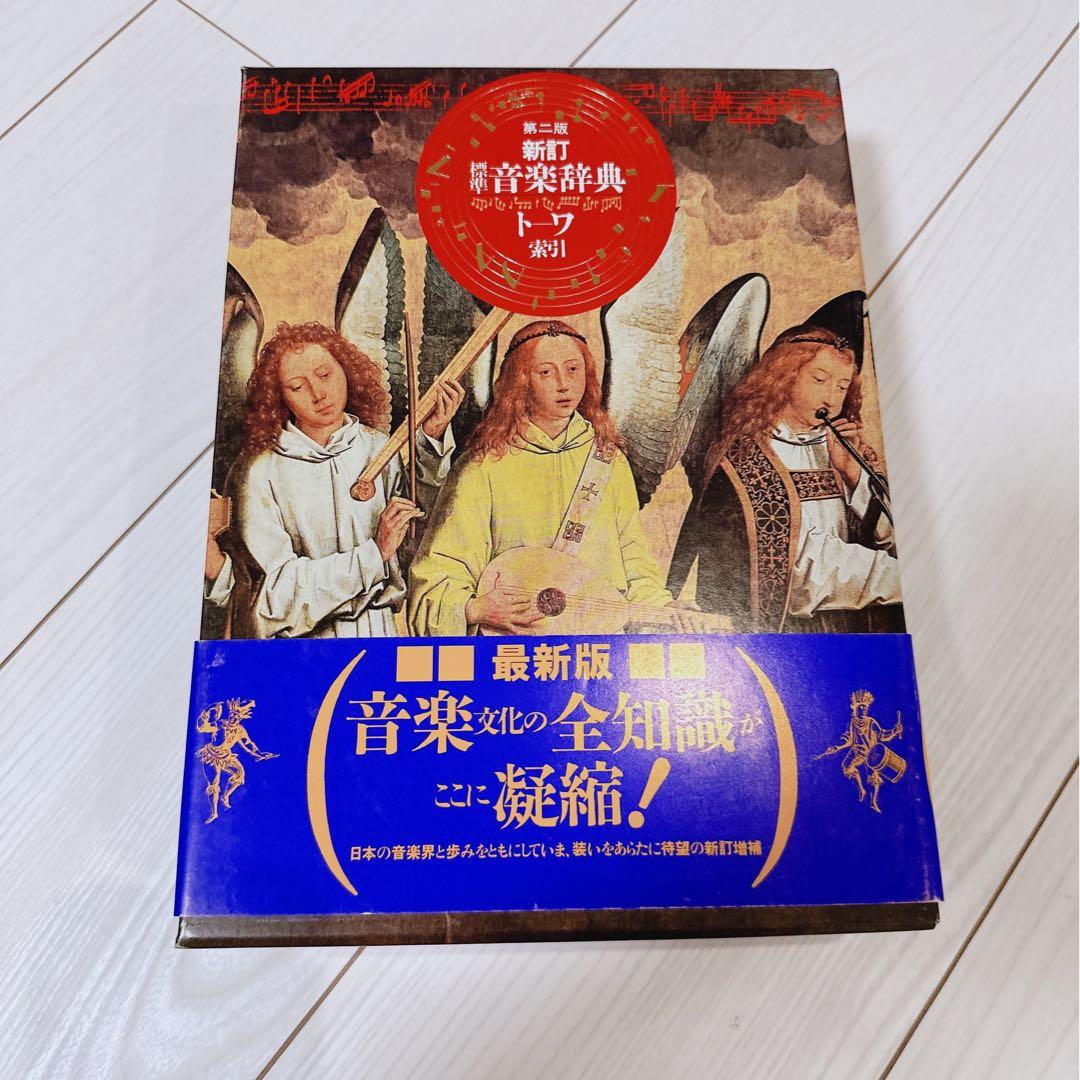 第二版
新訂
標準音楽辞典
トーワ
索引
最新版
音楽文化の全知識が
ここに凝縮!
日本の音楽界と歩みをともにしていま、装いをあらたに待望の新訂増補